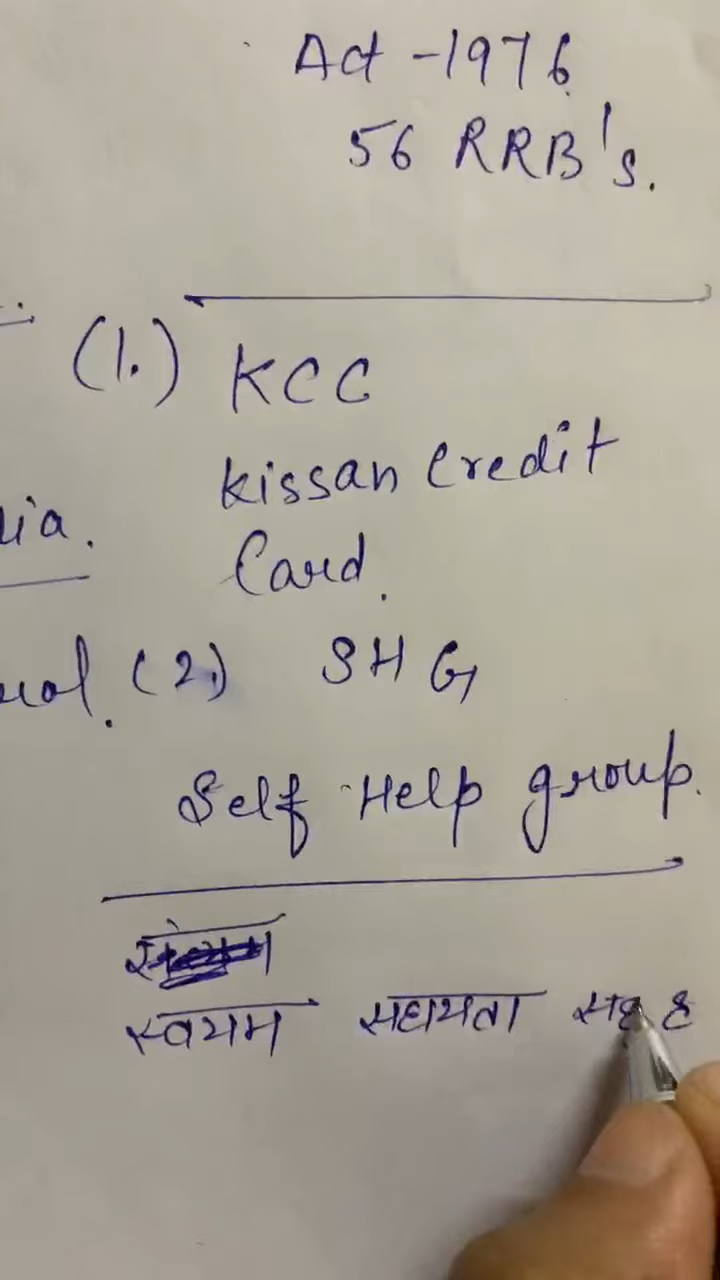 Act - 1976
56 RRB's.
(1.) KCC
Kissan Credit
Card.
(2.) SHG
Self Help group.
स्वयम सहायता